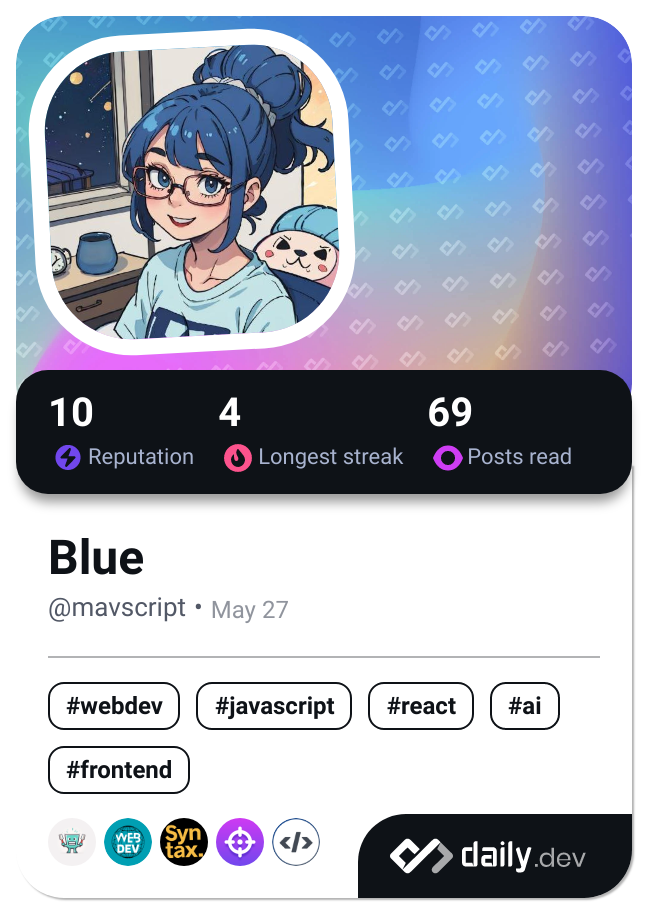 10 4 69
Reputation Longest streak Posts read
Blue
@mavscript • May 27
#webdev #javascript #react #ai
#frontend
WEB
DEV
Syn
tax.
</>
daily.dev